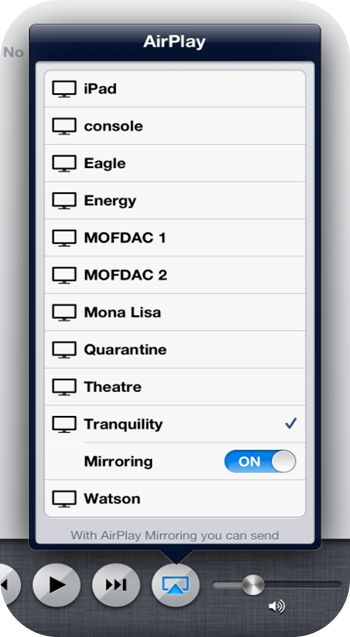 No
AirPlay
iPad
console
Eagle
Energy
MOFDAC 1
MOFDAC 2
Mona Lisa
Quarantine
Theatre
Tranquility
Mirroring ON
Watson
With AirPlay Mirroring you can send